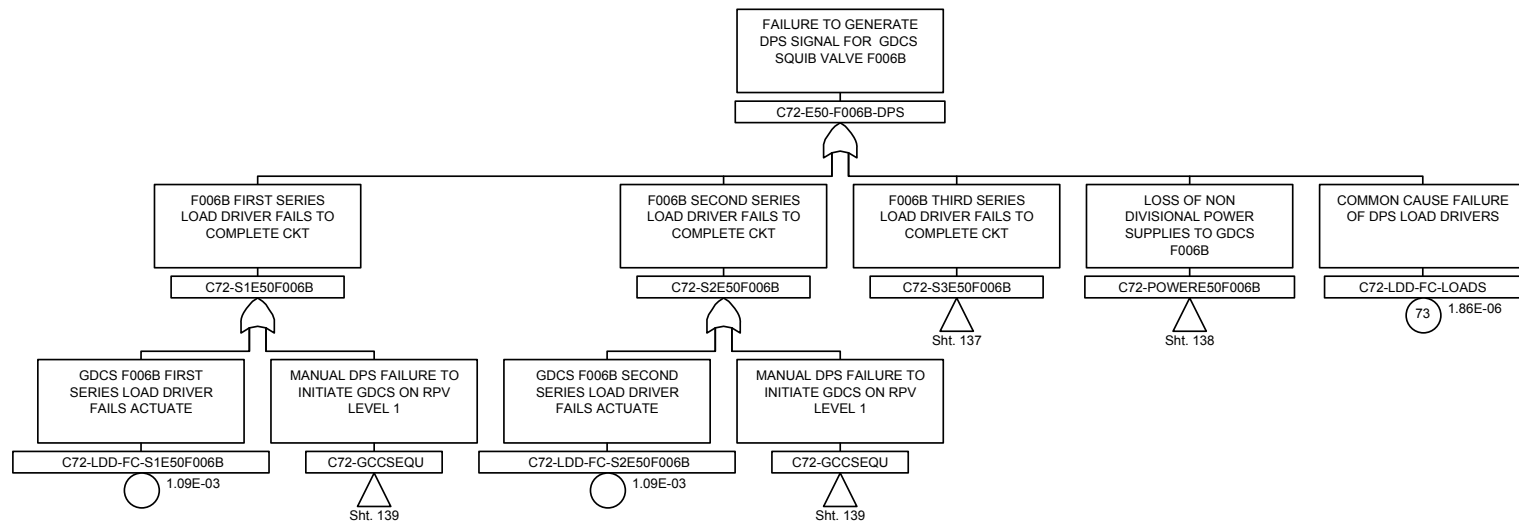 FAILURE TO GENERATE
DPS SIGNAL FOR GDCS
SQUIB VALVE F006B
C72-E50-F006B-DPS
F006B FIRST SERIES
LOAD DRIVER FAILS TO
COMPLETE CKT
C72-S1E50F006B
F006B SECOND SERIES
LOAD DRIVER FAILS TO
COMPLETE CKT
C72-S2E50F006B
F006B THIRD SERIES
LOAD DRIVER FAILS TO
COMPLETE CKT
C72-S3E50F006B
Sht. 137
LOSS OF NON
DIVISIONAL POWER
SUPPLIES TO GDCS
F006B
C72-POWERE50F006B
Sht. 138
COMMON CAUSE FAILURE
OF DPS LOAD DRIVERS
C72-LDD-FC-LOADS
73 1.86E-06
GDCS F006B FIRST
SERIES LOAD DRIVER
FAILS ACTUATE
C72-LDD-FC-S1E50F006B
1.09E-03
MANUAL DPS FAILURE TO
INITIATE GDCS ON RPV
LEVEL 1
C72-GCCSEQU
Sht. 139
GDCS F006B SECOND
SERIES LOAD DRIVER
FAILS ACTUATE
C72-LDD-FC-S2E50F006B
1.09E-03
MANUAL DPS FAILURE TO
INITIATE GDCS ON RPV
LEVEL 1
C72-GCCSEQU
Sht. 139